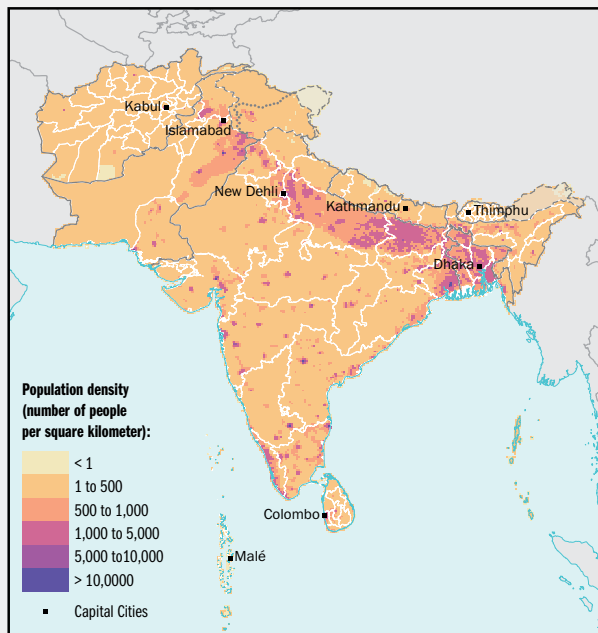 Kabul
Islamabad
New Dehli
Kathmandu
Thimphu
Dhaka
Colombo
Malé
Population density
(number of people
per square kilometer):
< 1
1 to 500
500 to 1,000
1,000 to 5,000
5,000 to10,000
> 10,0000
Capital Cities